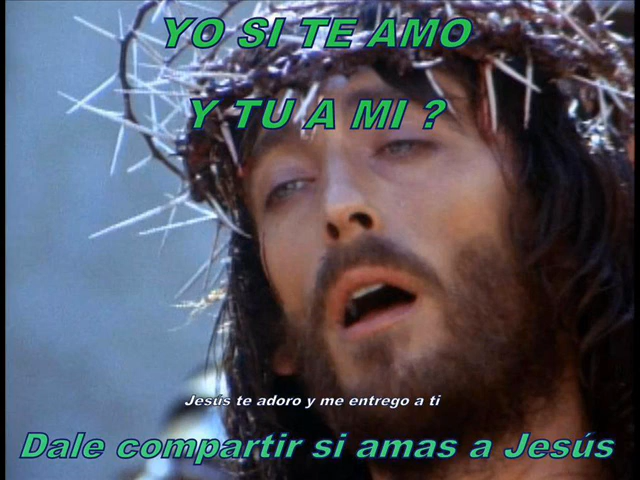 YO SI TE AMO
Y TU A MI ?
Jesús te adoro y me entrego a ti
Dale compartir si amas a Jesús